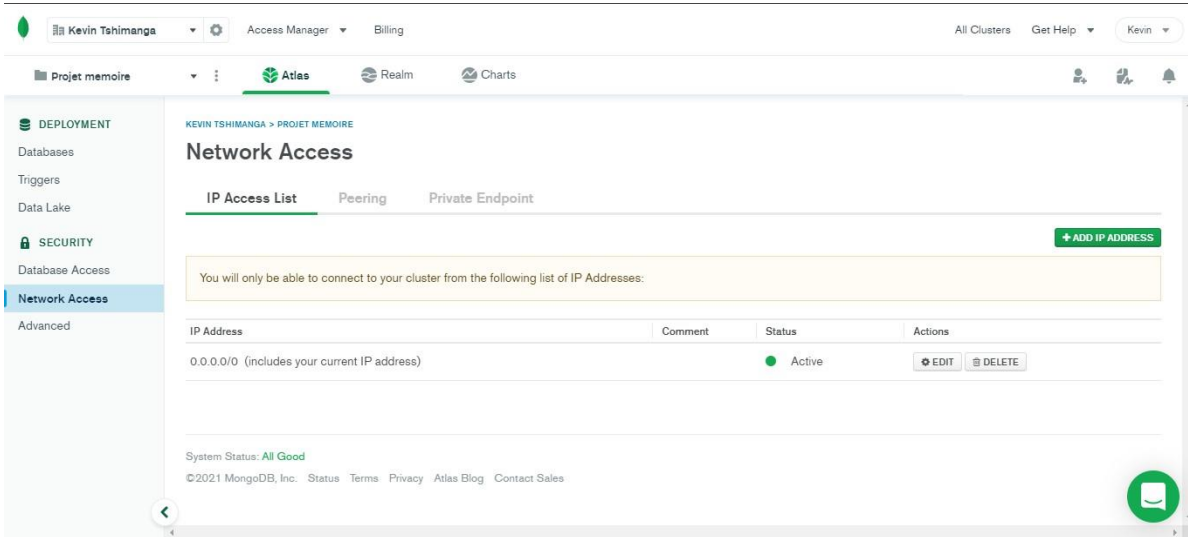 Kevin Tshimanga Access Manager Billing All Clusters Get Help Kevin
Projet memoire Atlas Realm Charts
DEPLOYMENT
Databases
Triggers
Data Lake
SECURITY
Database Access
Network Access
Advanced
KEVIN TSHIMANGA > PROJET MEMOIRE
Network Access
IP Access List Peering Private Endpoint
+ ADD IP ADDRESS
You will only be able to connect to your cluster from the following list of IP Addresses:
IP Address Comment Status Actions
0.0.0.0/0 (includes your current IP address) Active EDIT DELETE
System Status: All Good
©2021 MongoDB, Inc. Status Terms Privacy Atlas Blog Contact Sales